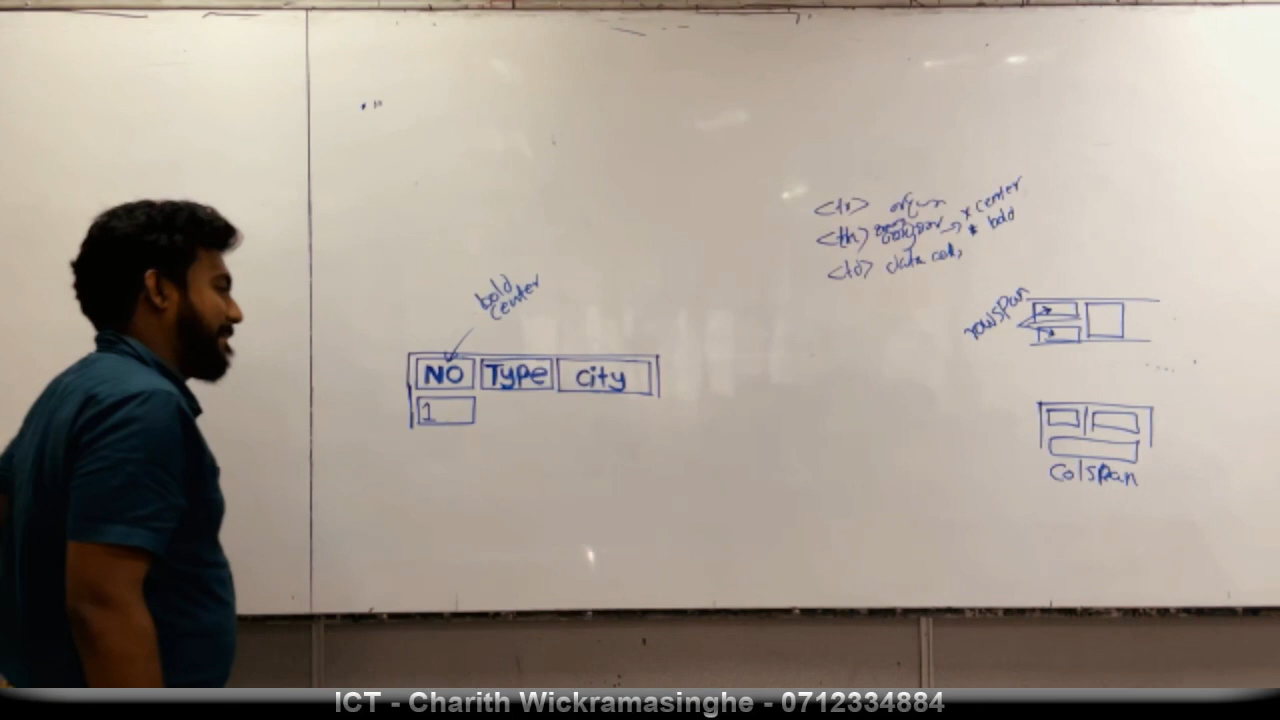 <tr>
<th> → * center
* bold
<td> data cell,
bold
center
rowspan
NO Type city
1
colspan
ICT - Charith Wickramasinghe - 0712334884